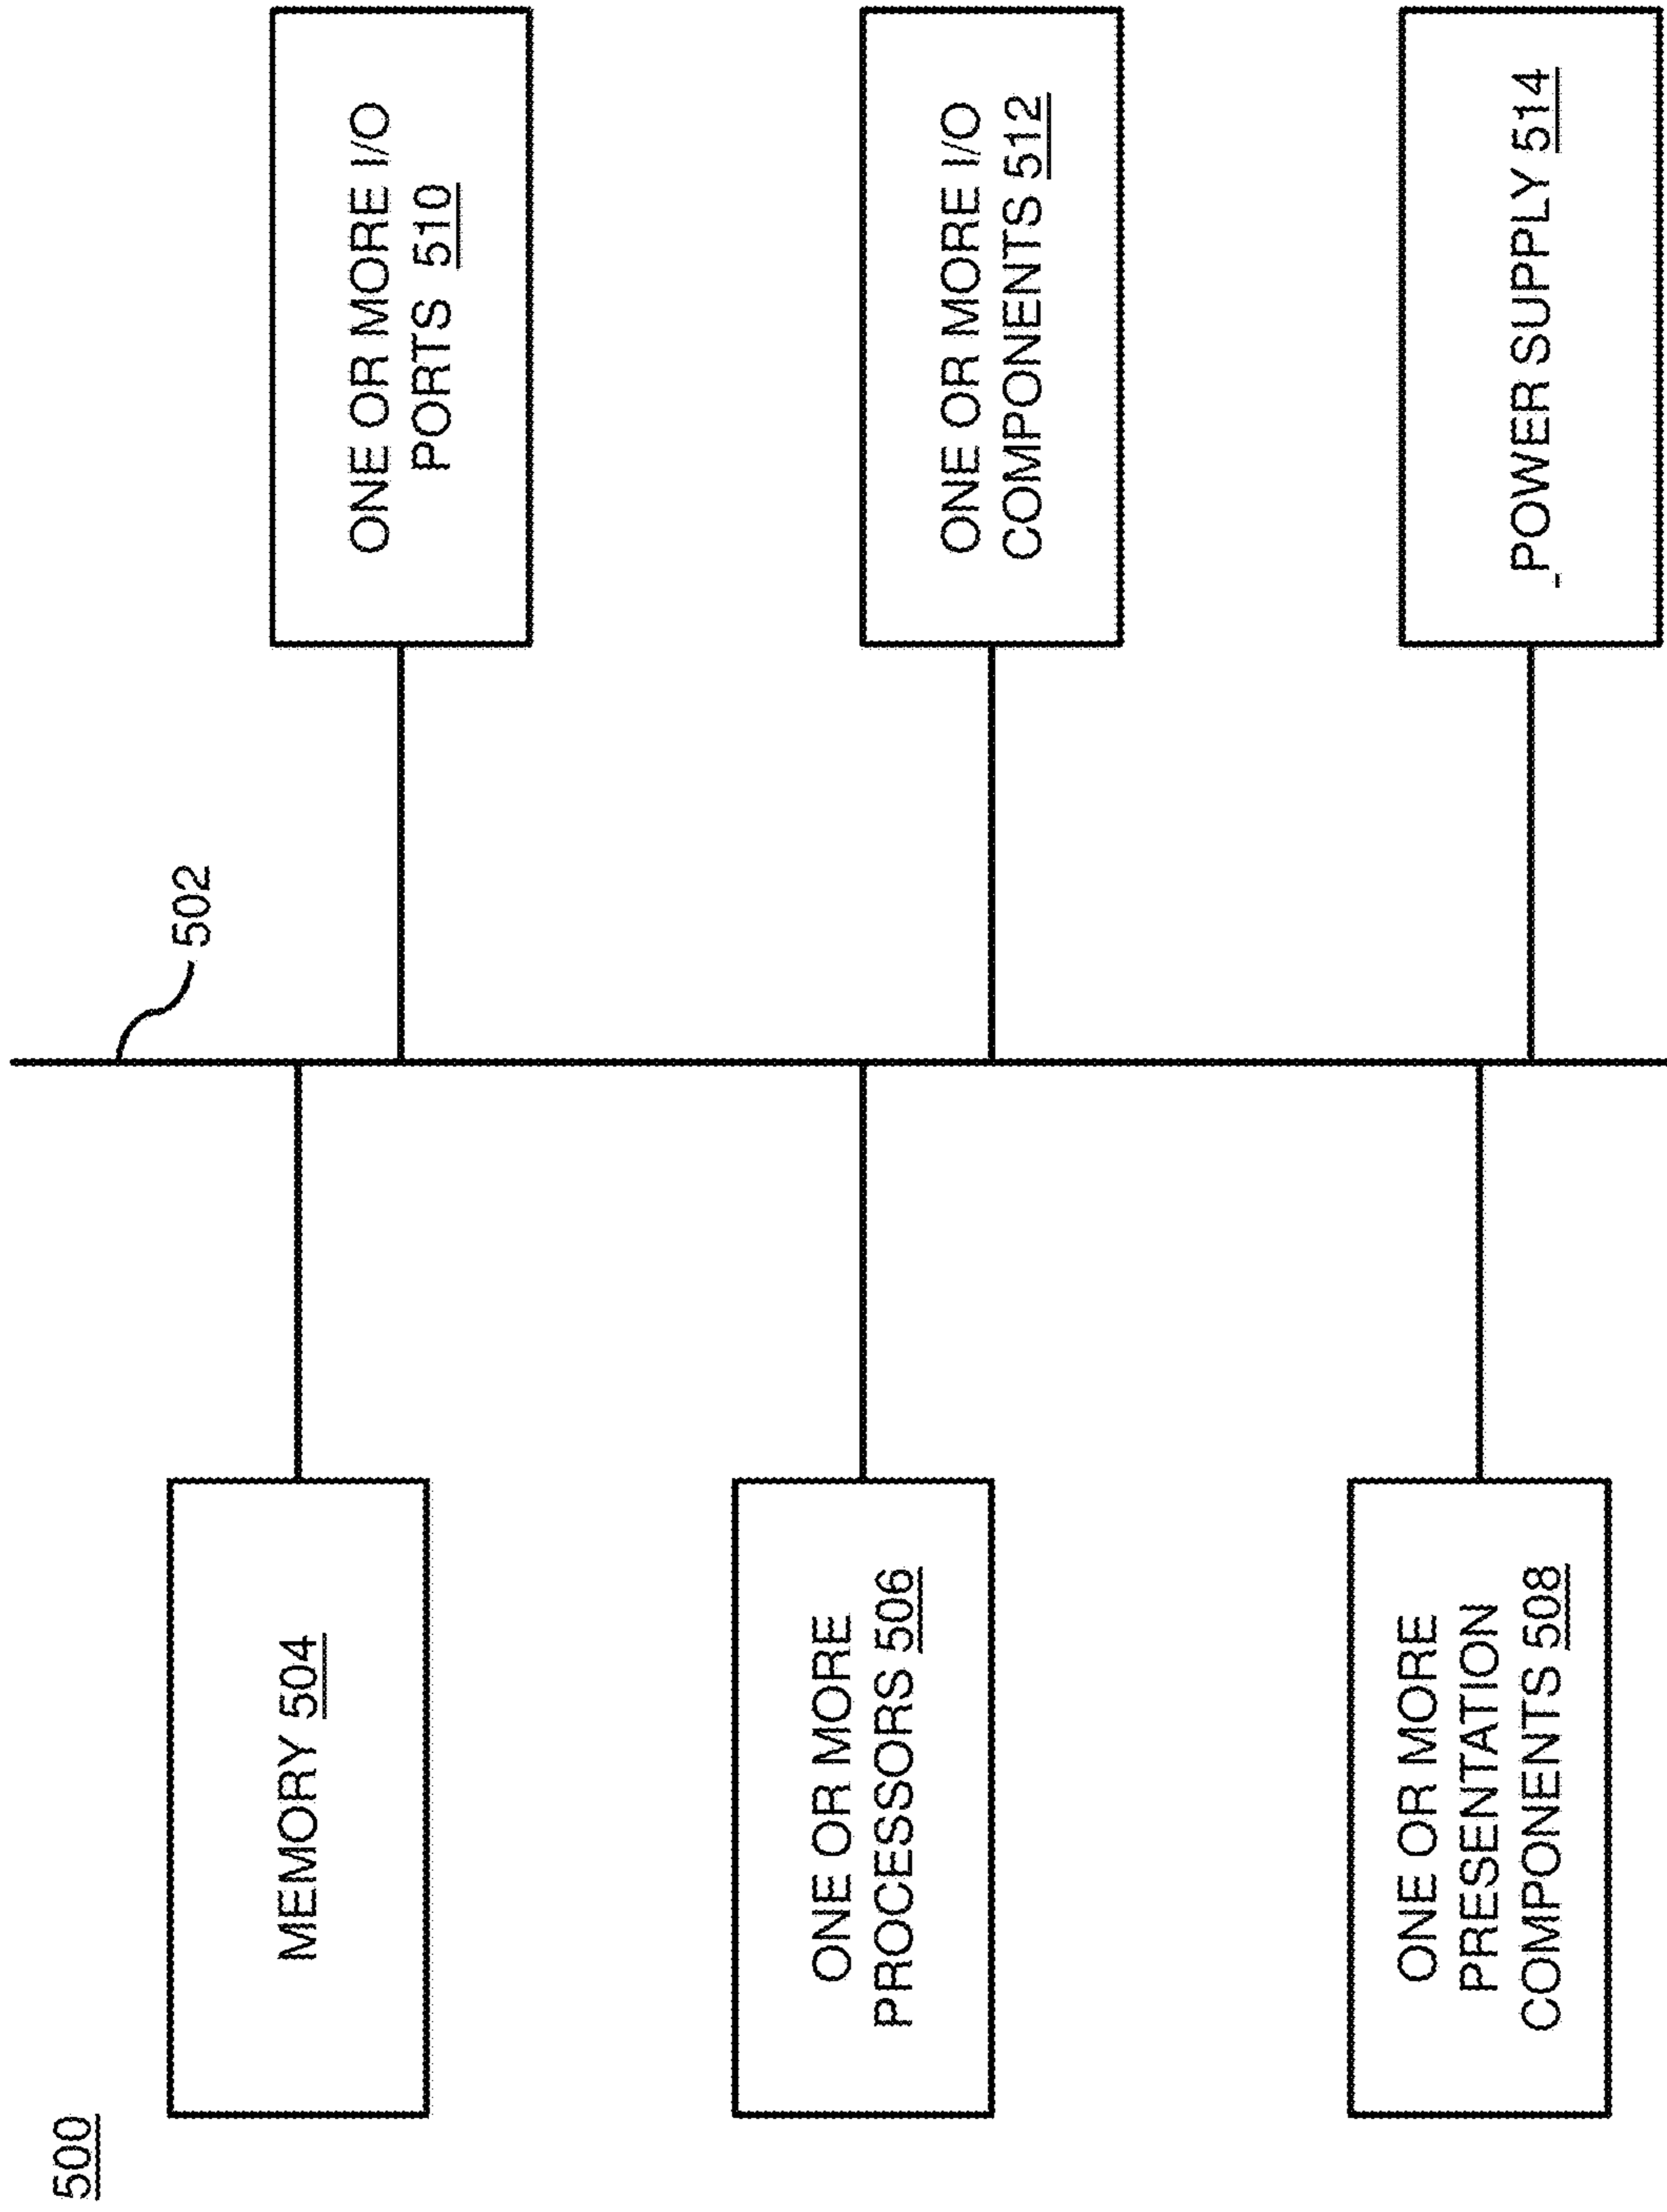 500
502
MEMORY 504
ONE OR MORE
PROCESSORS 506
ONE OR MORE
PRESENTATION
COMPONENTS 508
ONE OR MORE I/O
PORTS 510
ONE OR MORE I/O
COMPONENTS 512
POWER SUPPLY 514